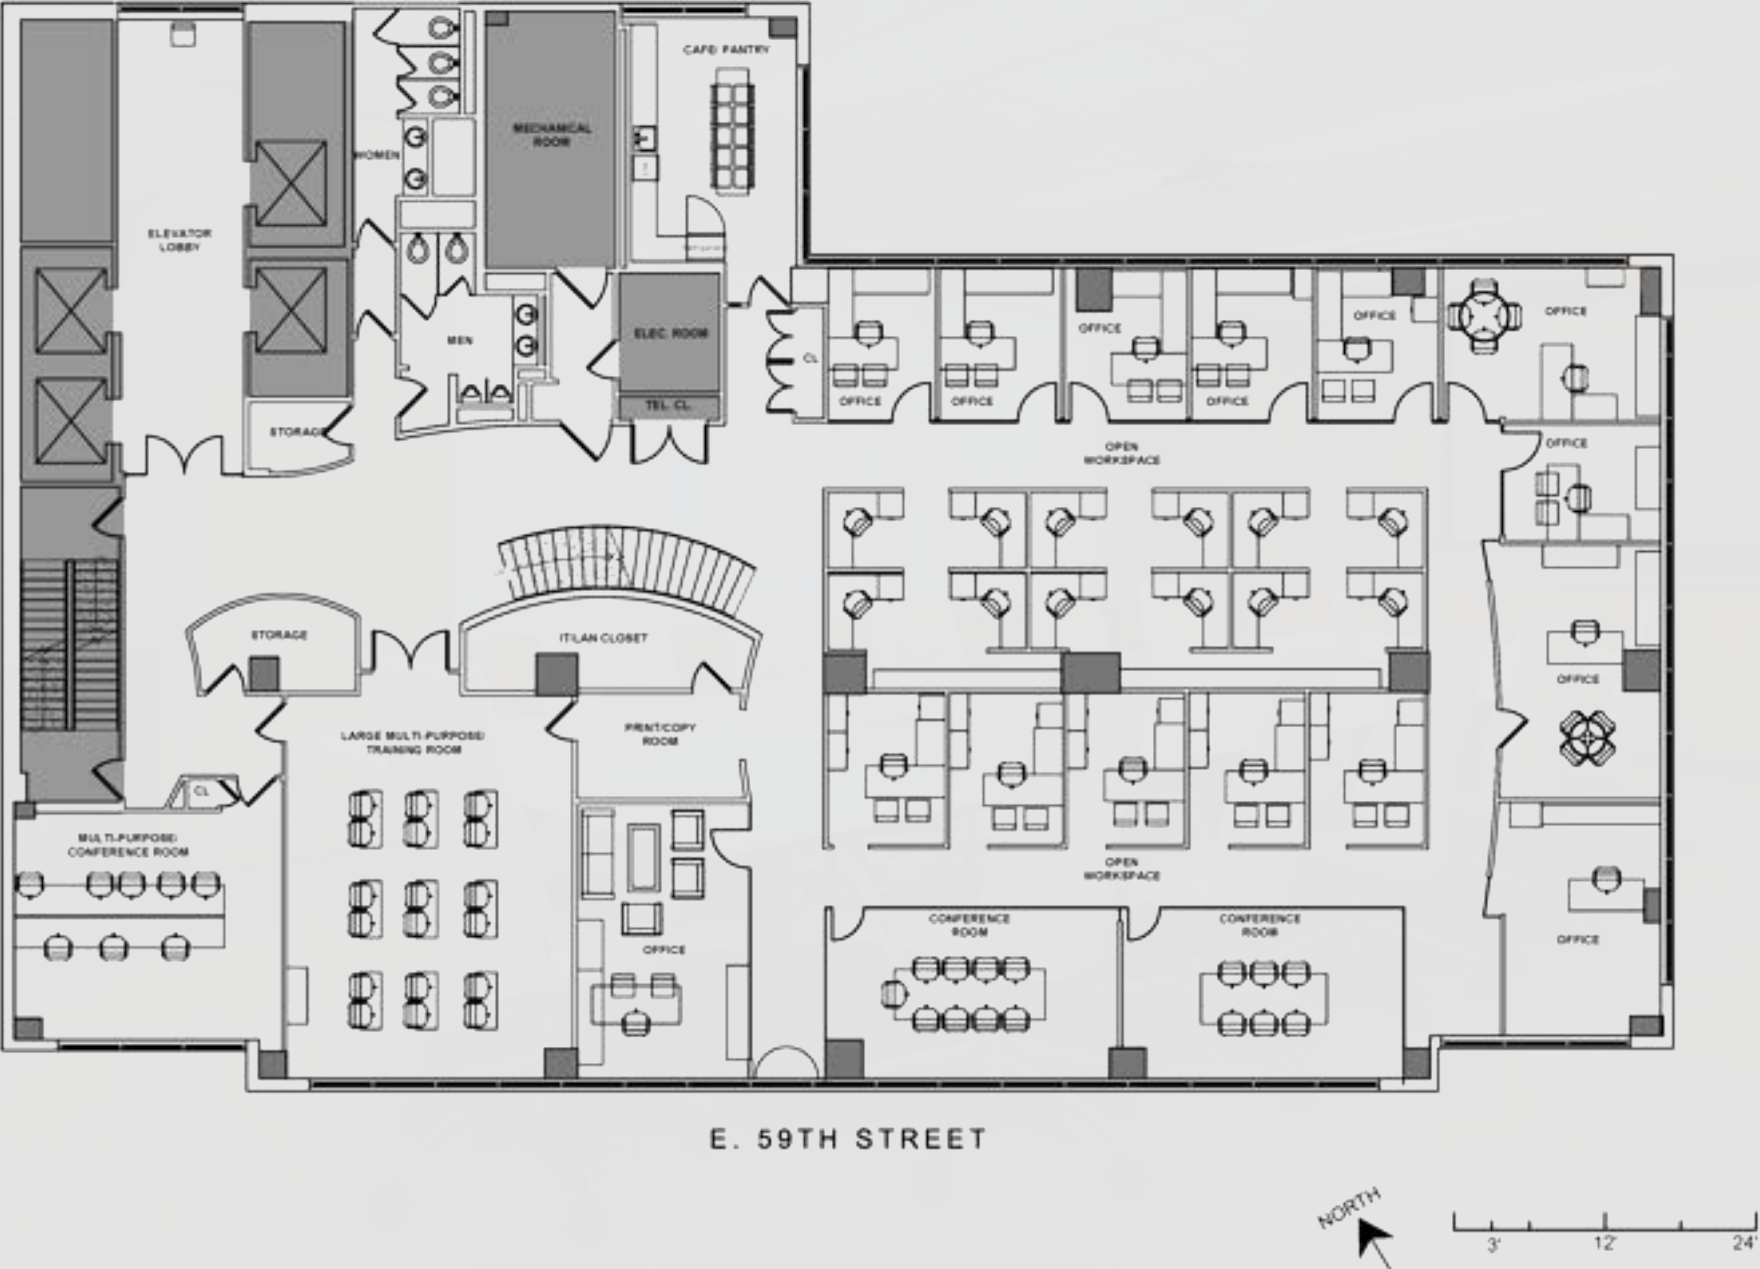 CAFE/ PANTRY
MECHANICAL
ROOM
WOMEN
ELEVATOR
LOBBY
MEN
ELEC. ROOM
TEL. CL.
CL
STORAGE
OFFICE
OFFICE
OFFICE
OFFICE
OFFICE
OFFICE
OFFICE
OPEN
WORKSPACE
STORAGE
IT/LAN CLOSET
OFFICE
LARGE MULTI-PURPOSE/
TRAINING ROOM
PRINT/COPY
ROOM
CL
MULTI-PURPOSE/
CONFERENCE ROOM
OPEN
WORKSPACE
OFFICE
CONFERENCE
ROOM
CONFERENCE
ROOM
OFFICE
E. 59TH STREET
NORTH
3' 12' 24'